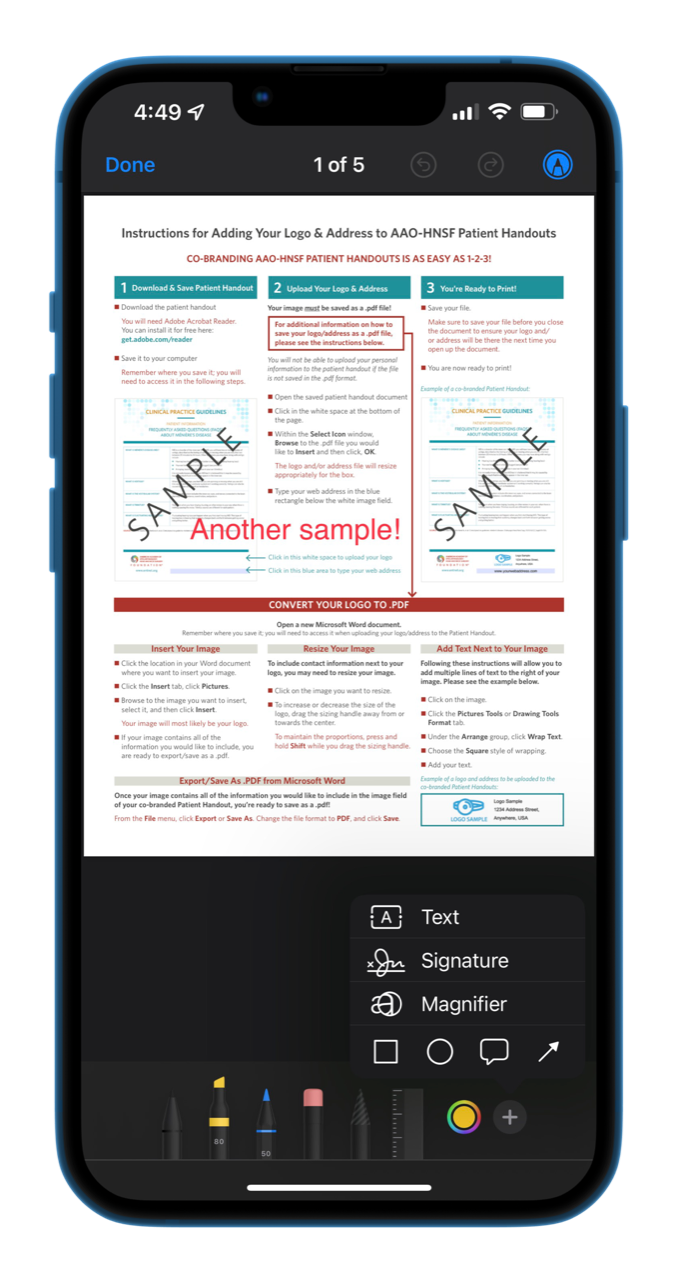 4:49
Done
1 of 5
Instructions for Adding Your Logo & Address to AAO-HNSF Patient Handouts
CO-BRANDING AAO-HNSF PATIENT HANDOUTS IS AS EASY AS 1-2-3!
1 Download & Save Patient Handout
■ Download the patient handout
You will need Adobe Acrobat Reader.
You can install it for free here:
get.adobe.com/reader
■ Save it to your computer
Remember where you save it; you will
need to access it in the following steps.
CLINICAL PRACTICE GUIDELINES
PATIENT INFORMATION
FREQUENTLY ASKED QUESTIONS (FAQS)
ABOUT MÉNIÈRE'S DISEASE
SAMPLE
2 Upload Your Logo & Address
Your image must be saved as a .pdf file!
For additional information on how to
save your logo/address as a .pdf file,
please see the instructions below.
You will not be able to upload your personal
information to the patient handout if the file
is not saved in the .pdf format.
■ Open the saved patient handout document
■ Click in the white space at the bottom of
the page.
■ Within the Select Icon window,
Browse to the .pdf file you would
like to Insert and then click, OK.
The logo and/or address file will resize
appropriately for the box.
■ Type your web address in the blue
rectangle below the white image field.
Another sample!
Click in this white space to upload your logo
Click in this blue area to type your web address
3 You're Ready to Print!
■ Save your file.
Make sure to save your file before you close
the document to ensure your logo and/
or address will be there the next time you
open up the document.
■ You are now ready to print!
Example of a co-branded Patient Handout:
CLINICAL PRACTICE GUIDELINES
PATIENT INFORMATION
FREQUENTLY ASKED QUESTIONS (FAQS)
ABOUT MÉNIÈRE'S DISEASE
SAMPLE
CONVERT YOUR LOGO TO .PDF
Open a new Microsoft Word document.
Remember where you save it; you will need to access it when uploading your logo/address to the Patient Handout.
Insert Your Image
■ Click the location in your Word document
where you want to insert your image.
■ Click the Insert tab, click Pictures.
■ Browse to the image you want to insert,
select it, and then click Insert.
Your image will most likely be your logo.
■ If your image contains all of the
information you would like to include, you
are ready to export/save as a .pdf.
Resize Your Image
To include contact information next to your
logo, you may need to resize your image.
■ Click on the image you want to resize.
■ To increase or decrease the size of the
logo, drag the sizing handle away from or
towards the center.
To maintain the proportions, press and
hold Shift while you drag the sizing handle.
Add Text Next to Your Image
Following these instructions will allow you to
add multiple lines of text to the right of your
image. Please see the example below.
■ Click on the image.
■ Click the Pictures Tools or Drawing Tools
Format tab.
■ Under the Arrange group, click Wrap Text.
■ Choose the Square style of wrapping.
■ Add your text.
Example of a logo and address to be uploaded to the
co-branded Patient Handouts:
LOGO SAMPLE
Logo Sample
1234 Address Street,
Anywhere, USA
Export/Save As .PDF from Microsoft Word
Once your image contains all of the information you would like to include in the image field
of your co-branded Patient Handout, you're ready to save as a .pdf!
From the File menu, click Export or Save As. Change the file format to PDF, and click Save.
Text
Signature
Magnifier
80
50